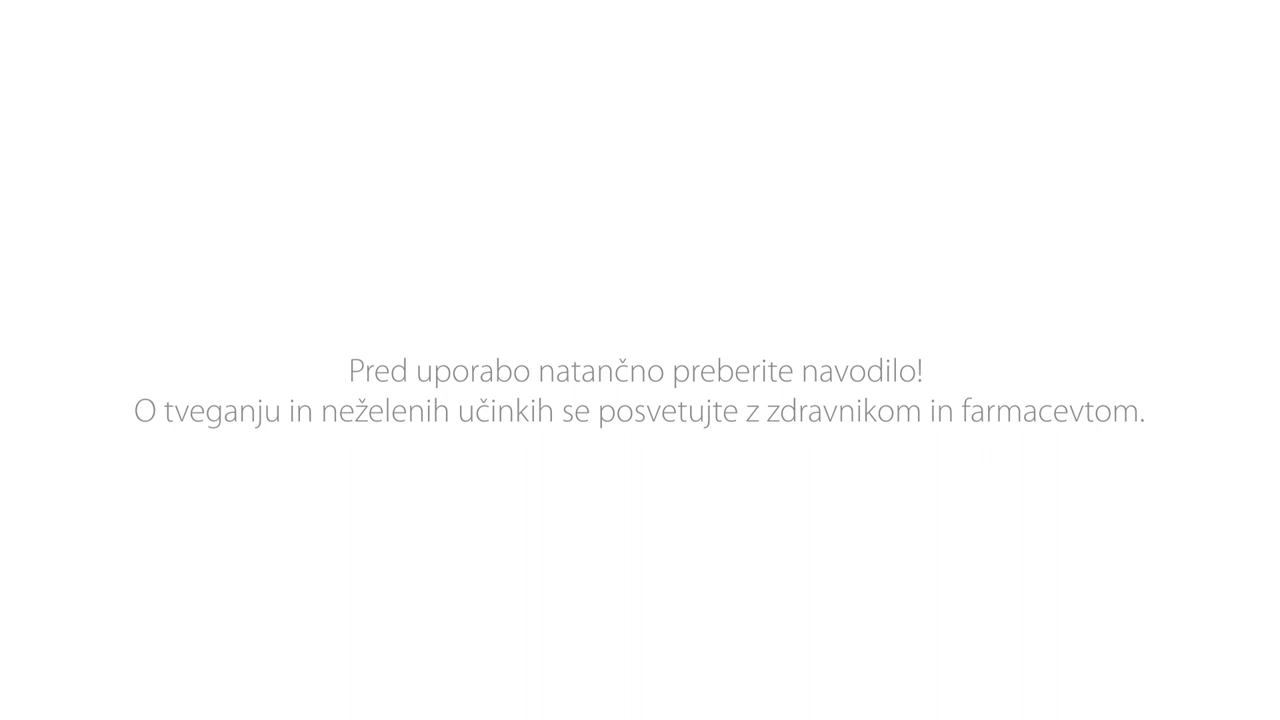 Pred uporabo natančno preberite navodilo!
O tveganju in neželenih učinkih se posvetujte z zdravnikom in farmacevtom.